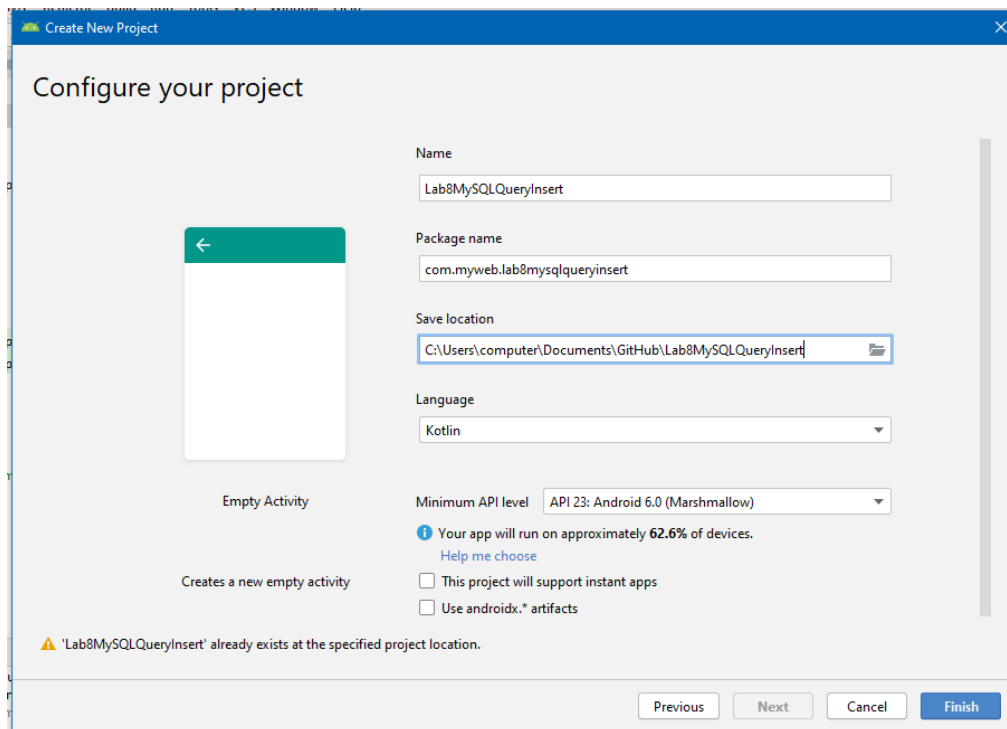 Create New Project
Configure your project
Name
Lab8MySQLQueryInsert
Package name
com.myweb.lab8mysqlqueryinsert
Save location
C:\Users\computer\Documents\GitHub\Lab8MySQLQueryInsert
Language
Kotlin
Empty Activity
Minimum API level API 23: Android 6.0 (Marshmallow)
Your app will run on approximately 62.6% of devices.
Help me choose
Creates a new empty activity
This project will support instant apps
Use androidx.* artifacts
'Lab8MySQLQueryInsert' already exists at the specified project location.
Previous Next Cancel Finish